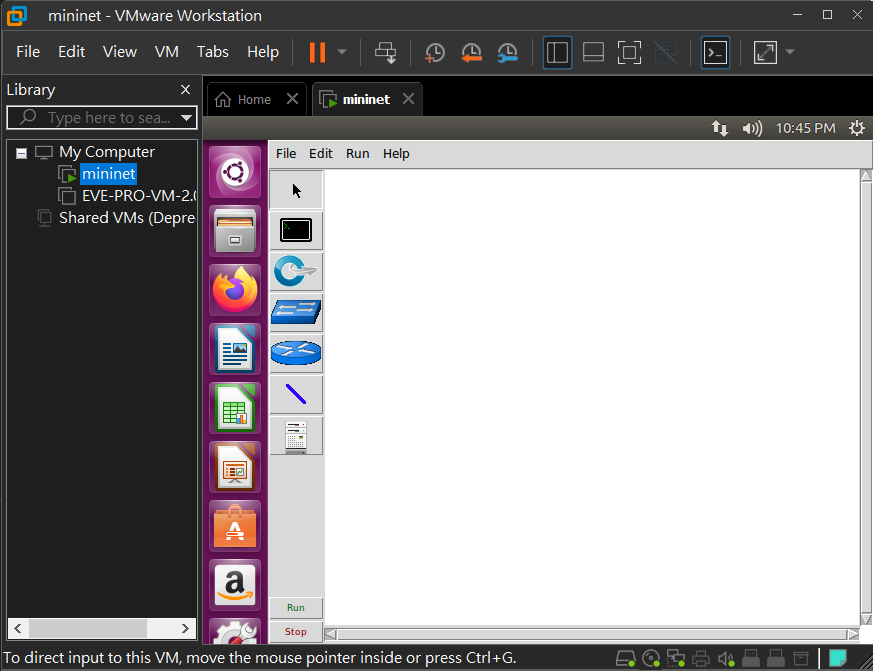 mininet - VMware Workstation
File Edit View VM Tabs Help
Library
Type here to sea...
My Computer
mininet
EVE-PRO-VM-2.0
Shared VMs (Depre
Home
mininet
10:45 PM
File Edit Run Help
Run
Stop
To direct input to this VM, move the mouse pointer inside or press Ctrl+G.